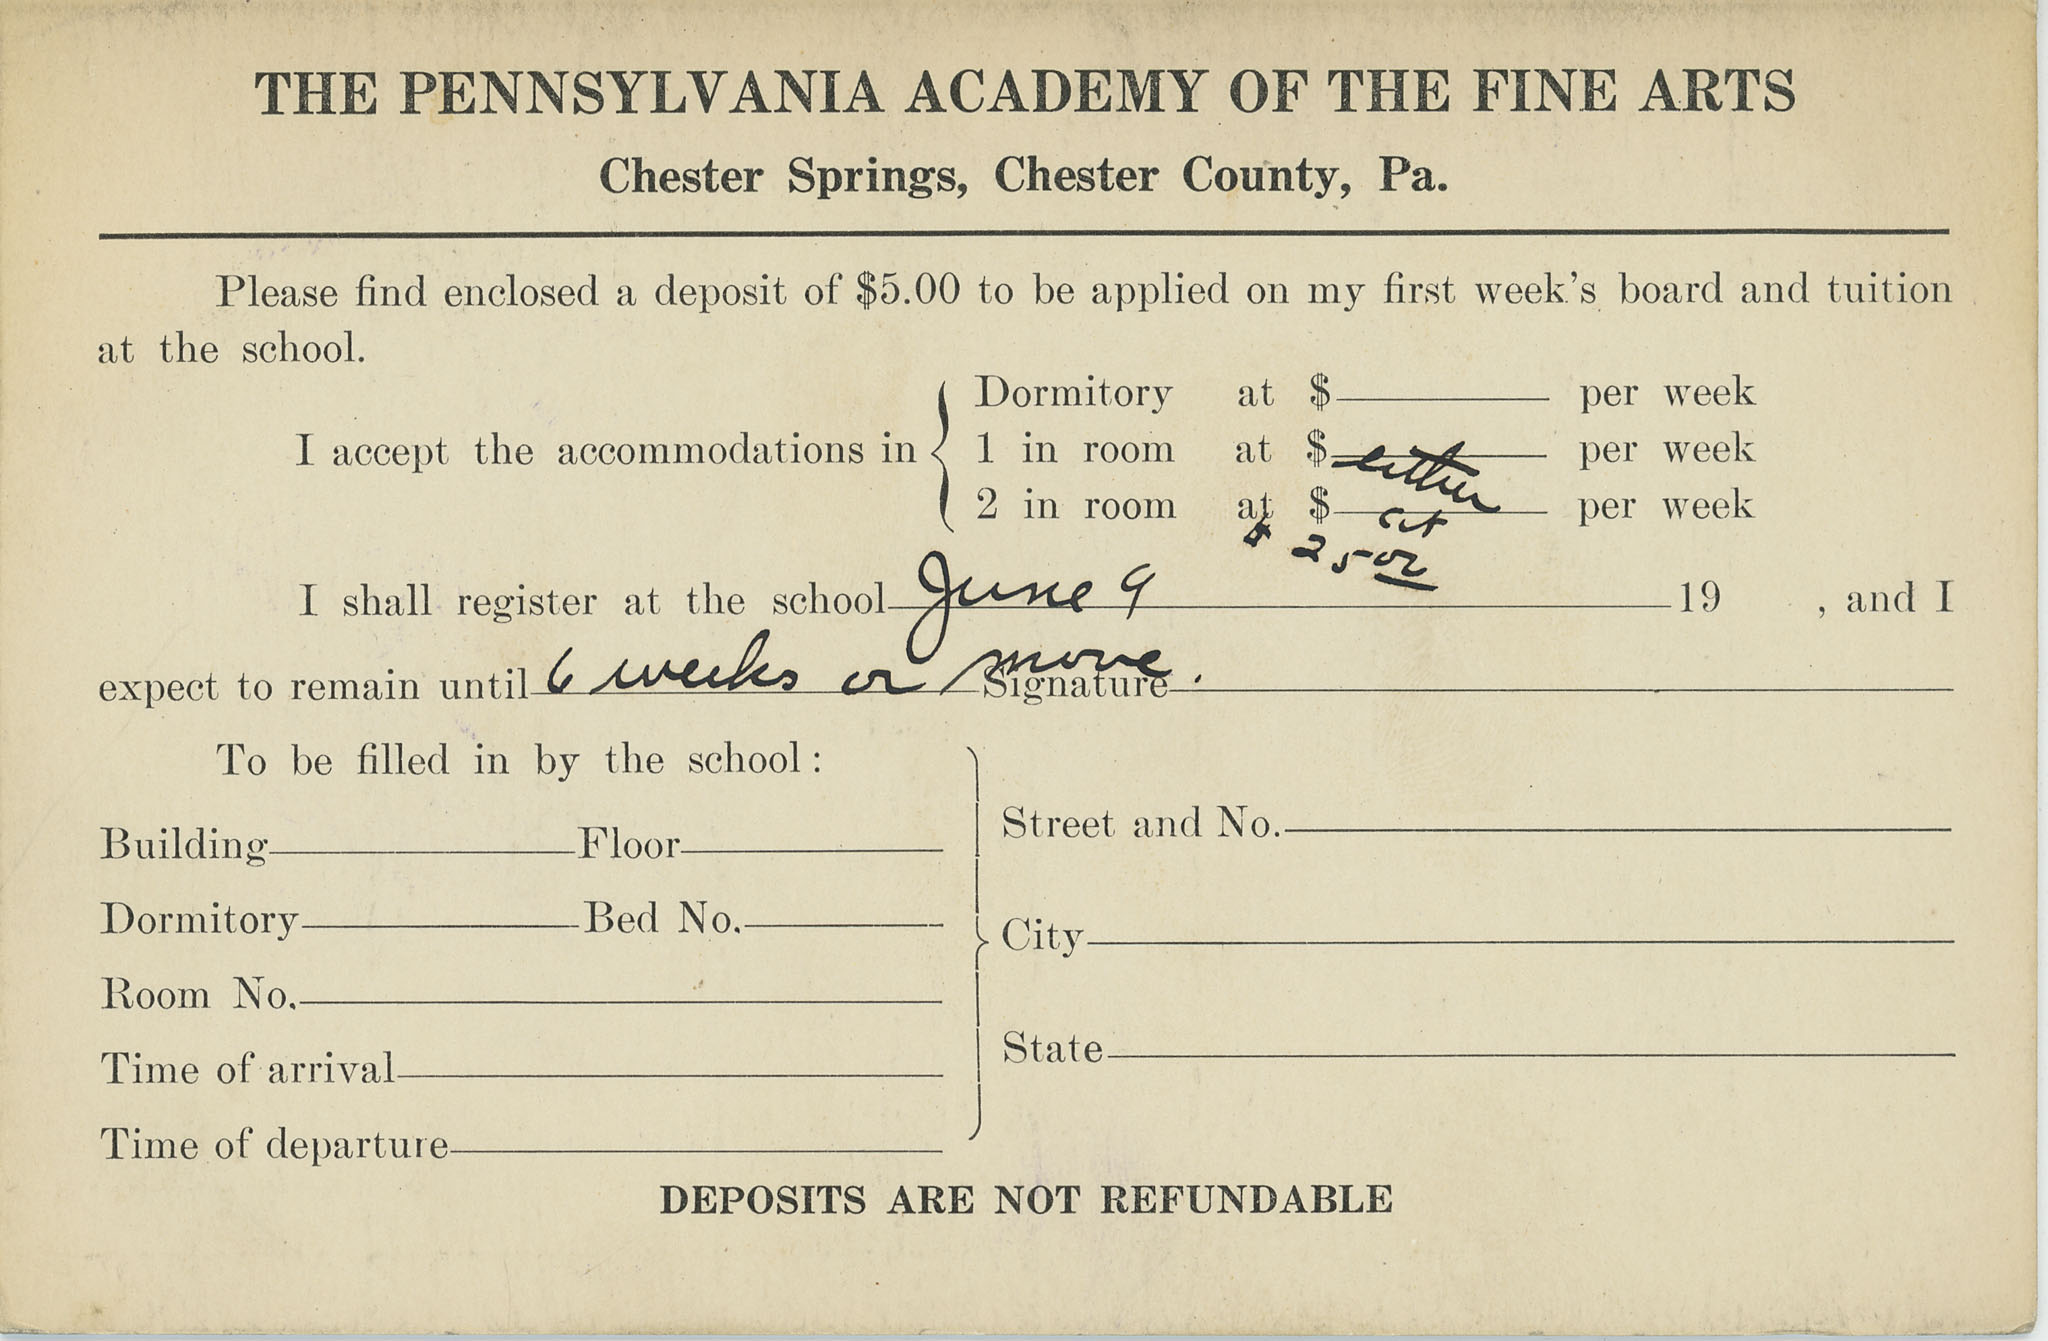 THE PENNSYLVANIA ACADEMY OF THE FINE ARTS
Chester Springs, Chester County, Pa.
Please find enclosed a deposit of $5.00 to be applied on my first week's board and tuition
at the school.
Dormitory at $ per week
I accept the accommodations in 1 in room at $ either per week
2 in room at $ at per week
$ 25 00
I shall register at the school June 9 19 , and I
expect to remain until 6 weeks or more. Signature
To be filled in by the school:
Street and No.
Building Floor
Dormitory Bed No.
City
Room No.
State
Time of arrival
Time of departure
DEPOSITS ARE NOT REFUNDABLE